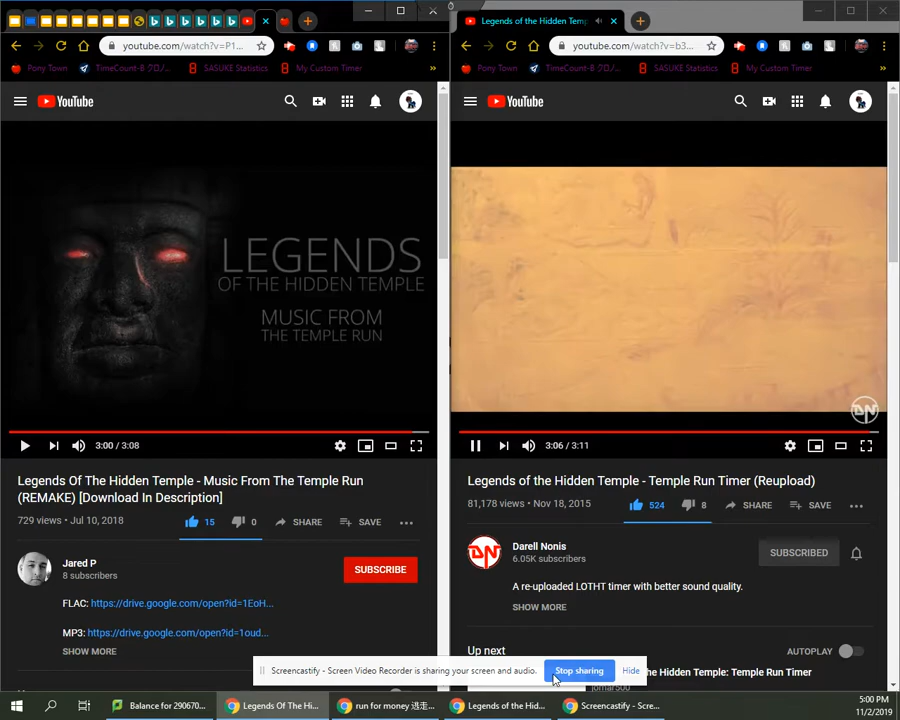 Legends of the Hidden Temp
youtube.com/watch?v=P1...
youtube.com/watch?v=b3...
Pony Town
TimeCount-B クロノ
SASUKE Statistics
My Custom Timer
»
Pony Town
TimeCount-B クロノ
SASUKE Statistics
My Custom Timer
»
YouTube
YouTube
LEGENDS
OF THE HIDDEN TEMPLE
MUSIC FROM
THE TEMPLE RUN
DN
3:00 / 3:08
3:06 / 3:11
Legends Of The Hidden Temple - Music From The Temple Run
(REMAKE) [Download In Description]
729 views • Jul 10, 2018
15
0
SHARE
SAVE
Jared P
8 subscribers
SUBSCRIBE
FLAC: https://drive.google.com/open?id=1EoH...
MP3: https://drive.google.com/open?id=1oud...
SHOW MORE
Legends of the Hidden Temple - Temple Run Timer (Reupload)
81,178 views • Nov 18, 2015
524
8
SHARE
SAVE
DN
Darell Nonis
6.05K subscribers
SUBSCRIBED
A re-uploaded LOTHT timer with better sound quality.
SHOW MORE
Up next
AUTOPLAY
he Hidden Temple: Temple Run Timer
Screencastify - Screen Video Recorder is sharing your screen and audio.
Stop sharing
Hide
Balance for 290670...
Legends Of The Hi...
run for money 逃走...
Legends of the Hid...
Screencastify - Scre...
5:00 PM
11/2/2019